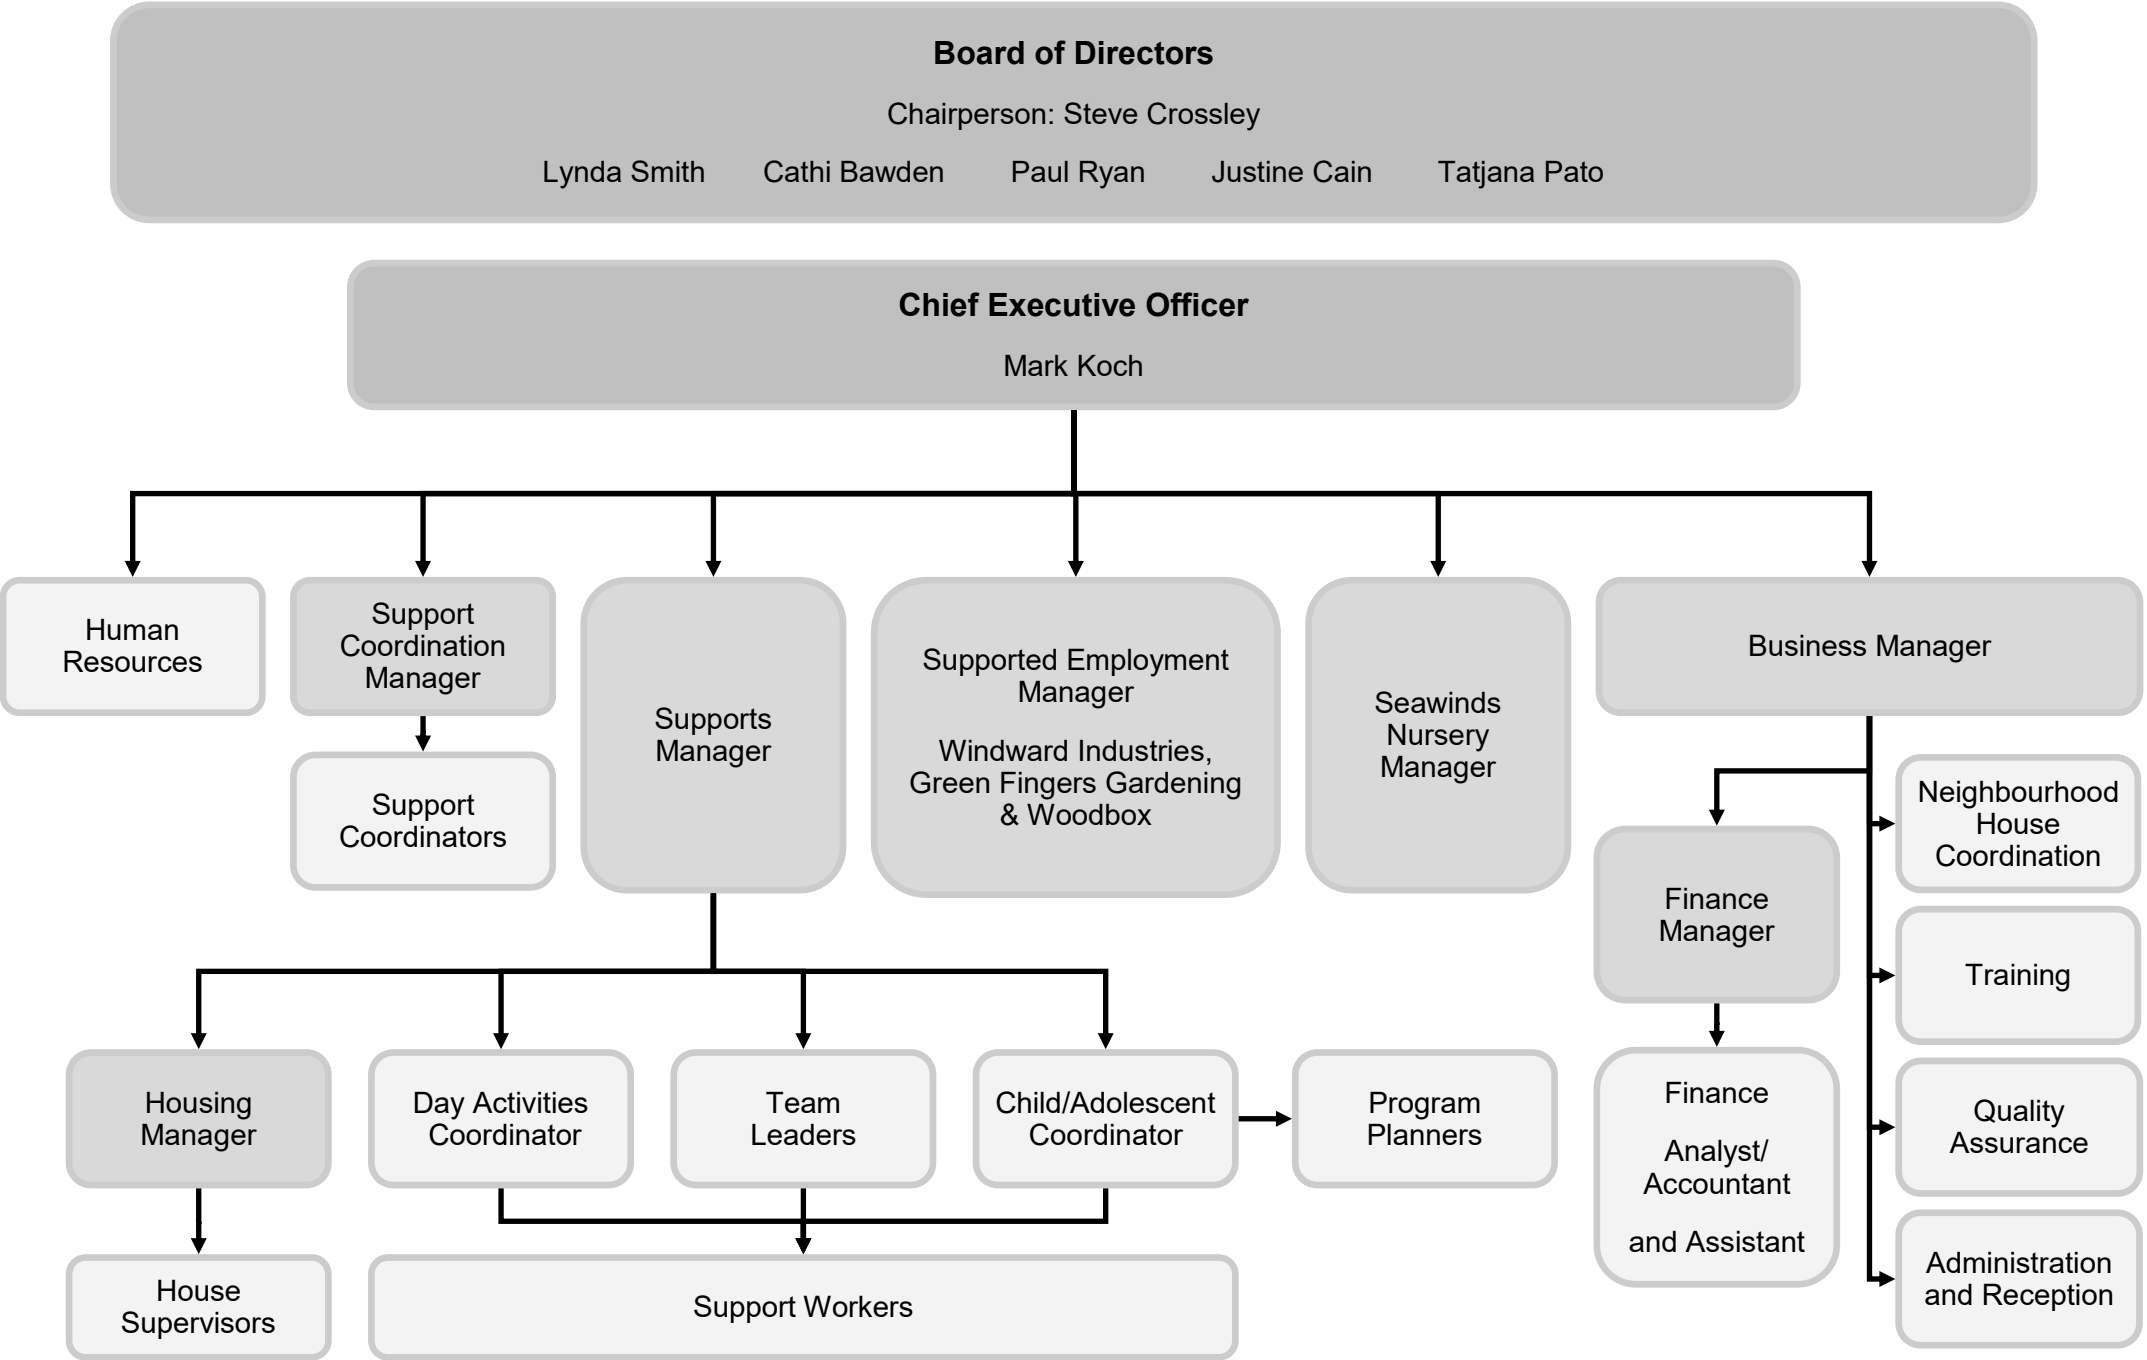 Board of Directors
Chairperson: Steve Crossley
Lynda Smith Cathi Bawden Paul Ryan Justine Cain Tatjana Pato
Chief Executive Officer
Mark Koch
Human
Resources
Support
Coordination
Manager
Support
Coordinators
Supports
Manager
Supported Employment
Manager
Windward Industries,
Green Fingers Gardening
& Woodbox
Seawinds
Nursery
Manager
Business Manager
Neighbourhood
House
Coordination
Finance
Manager
Training
Housing
Manager
Day Activities
Coordinator
Team
Leaders
Child/Adolescent
Coordinator
Program
Planners
Finance
Analyst/
Accountant
and Assistant
Quality
Assurance
House
Supervisors
Support Workers
Administration
and Reception